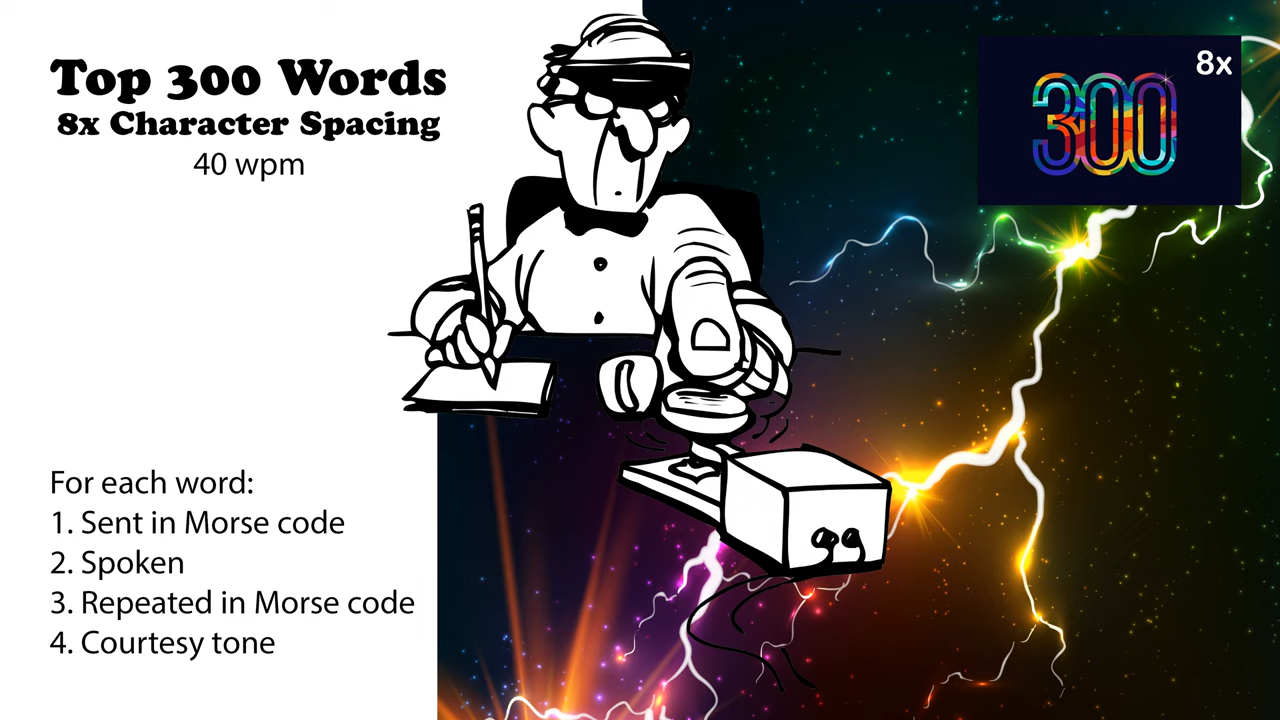 Top 300 Words
8x Character Spacing
40 wpm
8x
300
For each word:
1. Sent in Morse code
2. Spoken
3. Repeated in Morse code
4. Courtesy tone